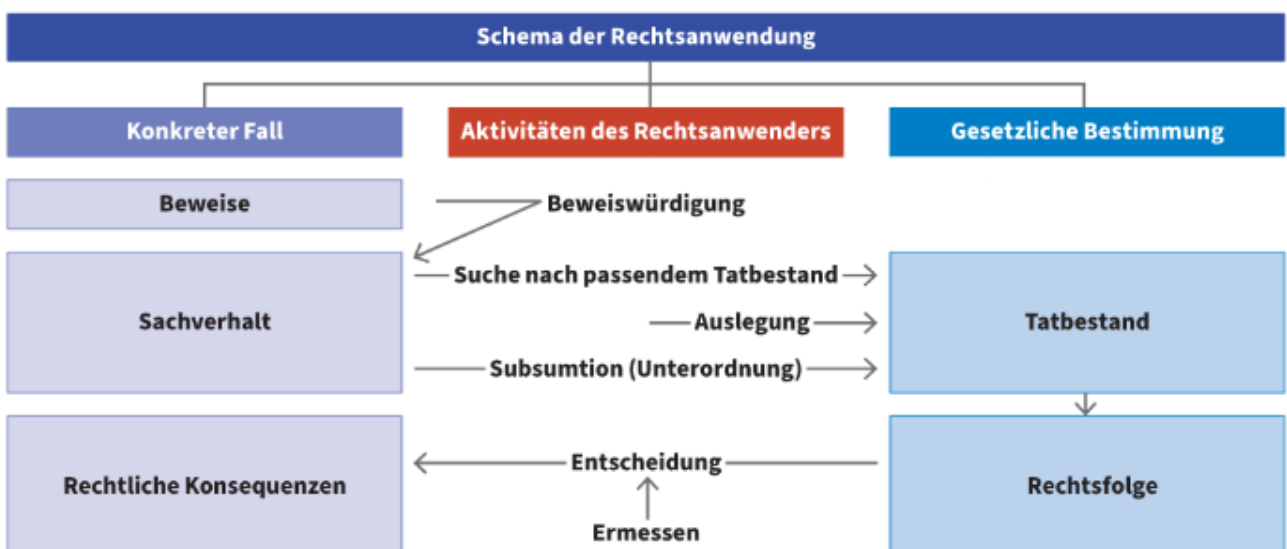 Schema der Rechtsanwendung
Konkreter Fall
Aktivitäten des Rechtsanwenders
Gesetzliche Bestimmung
Beweise
Beweiswürdigung
Suche nach passendem Tatbestand
Sachverhalt
Auslegung
Tatbestand
Subsumtion (Unterordnung)
Entscheidung
Rechtliche Konsequenzen
Rechtsfolge
Ermessen